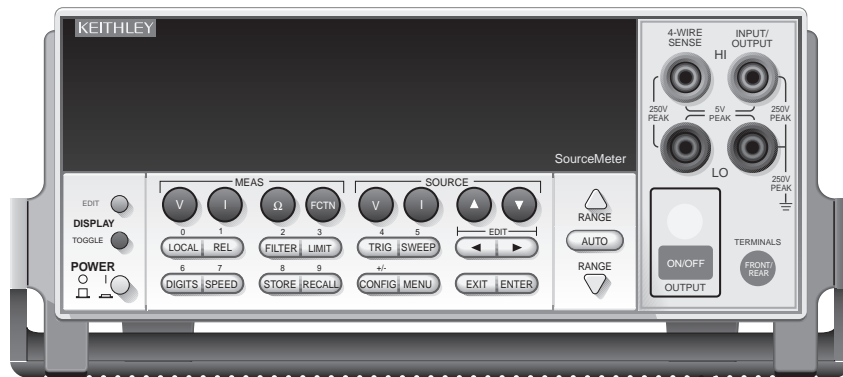 KEITHLEY
SourceMeter
4-WIRE
SENSE
INPUT/
OUTPUT
HI
250V
PEAK
5V
PEAK
250V
PEAK
LO
250V
PEAK
MEAS
SOURCE
V I Ω FCTN V I
EDIT
DISPLAY
TOGGLE
POWER
O I
0 1 2 3 4 5
EDIT
LOCAL REL FILTER LIMIT TRIG SWEEP
6 7 8 9 +/-
DIGITS SPEED STORE RECALL CONFIG MENU EXIT ENTER
RANGE
AUTO
RANGE
ON/OFF
OUTPUT
TERMINALS
FRONT/
REAR